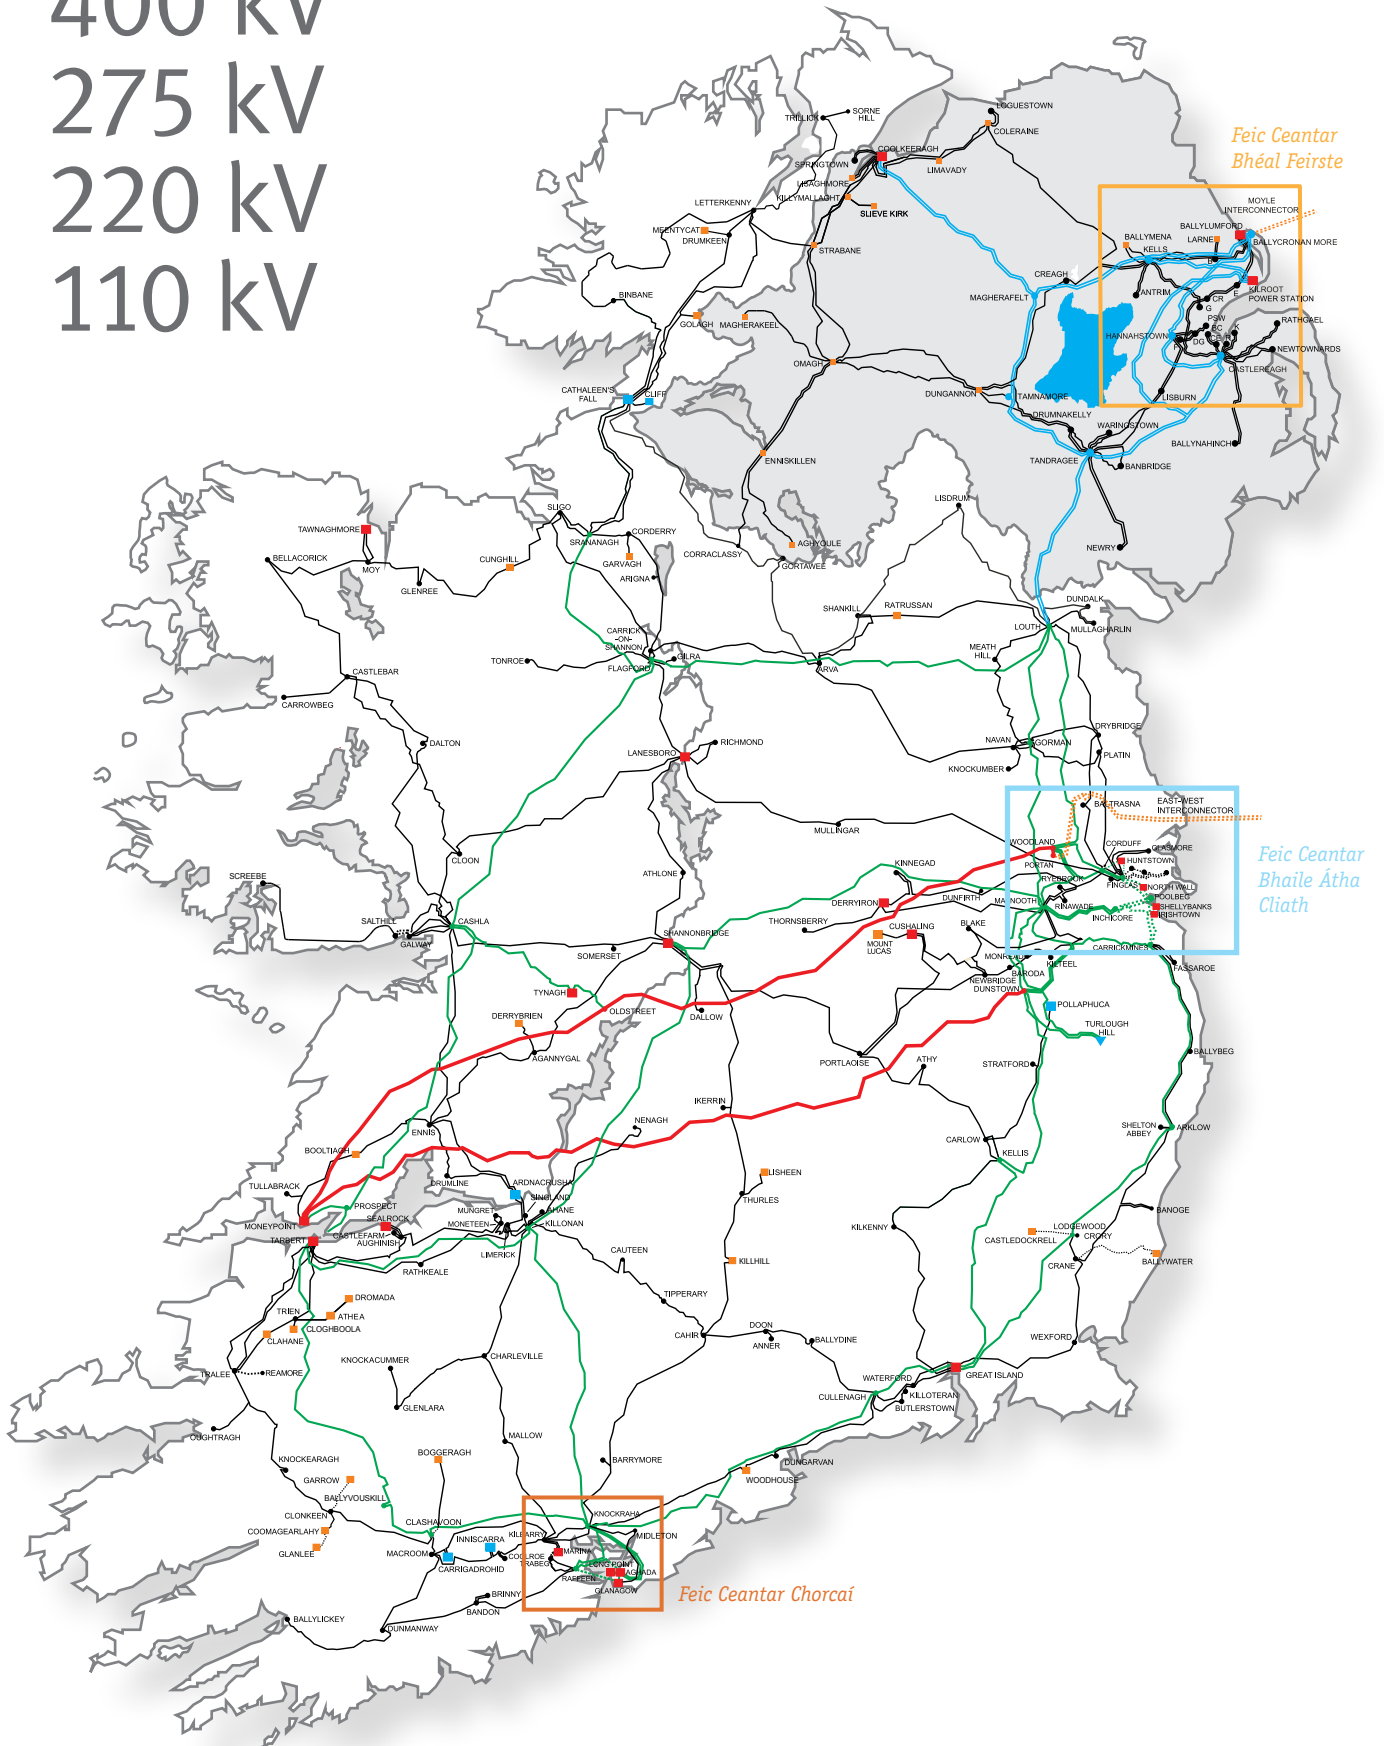 400 kV
275 kV
220 kV
110 kV
Feic Ceantar
Bhéal Feirste
LOGUESTOWN
SORNE
HILL
TRILLICK
COLERAINE
COOLKEERAGH
SPRINGTOWN
LIMAVADY
LISAGHMORE
KILLYMALLAGHT
SLIEVE KIRK
LETTERKENNY
MEENTYCAT
DRUMKEEN
STRABANE
MOYLE
INTERCONNECTOR
BALLYLUMFORD
BALLYMENA
LARNE
BALLYCRONAN MORE
KELLS
B
CREAGH
E
KILROOT
POWER STATION
ANTRIM
CR
G
MAGHERAFELT
BINBANE
GOLAGH
MAGHERAKEEL
PSW
BC
K
RATHGAEL
HANNAHSTOWN
DG
NEWTOWNARDS
CASTLEREAGH
OMAGH
CATHALEEN'S
FALL
CLIFF
DUNGANNON
TAMNAMORE
LISBURN
DRUMNAKELLY
WARINGSTOWN
BALLYNAHINCH
TANDRAGEE
BANBRIDGE
ENNISKILLEN
LISDRUM
SLIGO
TAWNAGHMORE
CORDERRY
SRANANAGH
NEWRY
AGHYOULE
CORRACLASSY
BELLACORICK
CUNGHILL
GARVAGH
GORTAWEE
MOY
ARIGNA
GLENREE
DUNDALK
SHANKILL
RATRUSSAN
LOUTH
MULLAGHARLIN
CARRICK
-ON-
SHANNON
MEATH
HILL
TONROE
GILRA
FLAGFORD
ARVA
CASTLEBAR
CARROWBEG
DRYBRIDGE
DALTON
RICHMOND
NAVAN
GORMAN
LANESBORO
PLATIN
KNOCKUMBER
BALTRASNA
EAST-WEST
INTERCONNECTOR
MULLINGAR
WOODLAND
CORDUFF
GLASMORE
Feic Ceantar
Bhaile Átha
Cliath
CLOON
KINNEGAD
PORTAN
HUNTSTOWN
ATHLONE
RYEBROOK
FINGLAS
NORTH WALL
SCREEBE
DERRYIRON
DUNFIRTH
MAYNOOTH
RINAWADE
POOLBEG
SHELLYBANKS
IRISHTOWN
INCHICORE
SALTHILL
CASHLA
THORNSBERRY
BLAKE
GALWAY
SHANNONBRIDGE
CUSHALING
MOUNT
LUCAS
CARRICKMINES
SOMERSET
MONREAD
KILTEEL
FASSAROE
BARODA
NEWBRIDGE
DUNSTOWN
TYNAGH
OLDSTREET
POLLAPHUCA
DERRYBRIEN
DALLOW
TURLOUGH
HILL
AGANNYGAL
BALLYBEG
PORTLAOISE
ATHY
STRATFORD
IKERRIN
NENAGH
ENNIS
SHELTON
ABBEY
ARKLOW
CARLOW
BOOLTIAGH
KELLIS
DRUMLINE
ARDNACRUSHA
LISHEEN
TULLABRACK
SINGLAND
THURLES
PROSPECT
MUNGRET
AHANE
BANOGE
MONEYPOINT
SEALROCK
MONETEEN
KILLONAN
KILKENNY
LODGEWOOD
CASTLEFARM
CASTLEDOCKRELL
CRORY
TARBERT
AUGHINISH
LIMERICK
CAUTEEN
KILLHILL
CRANE
BALLYWATER
RATHKEALE
DROMADA
TIPPERARY
TRIEN
ATHEA
CLOGHBOOLA
DOON
CLAHANE
CAHIR
ANNER
BALLYDINE
WEXFORD
KNOCKACUMMER
CHARLEVILLE
TRALEE
REAMORE
WATERFORD
GREAT ISLAND
CULLENAGH
KILLOTERAN
GLENLARA
BUTLERSTOWN
OUGHTRAGH
MALLOW
BOGGERAGH
KNOCKEARAGH
BARRYMORE
DUNGARVAN
GARROW
WOODHOUSE
BALLYVOUSKILL
CLONKEEN
CLASHAVOON
KNOCKRAHA
COOMAGEARLAHY
INNISCARRA
KILBARRY
MIDLETON
GLANLEE
MACROOM
COOLROE
MARINA
TRABEG
CARRIGADROHID
LONG POINT
AGHADA
RAFFEEN
GLANAGOW
BRINNY
Feic Ceantar Chorcaí
BANDON
BALLYLICKEY
DUNMANWAY